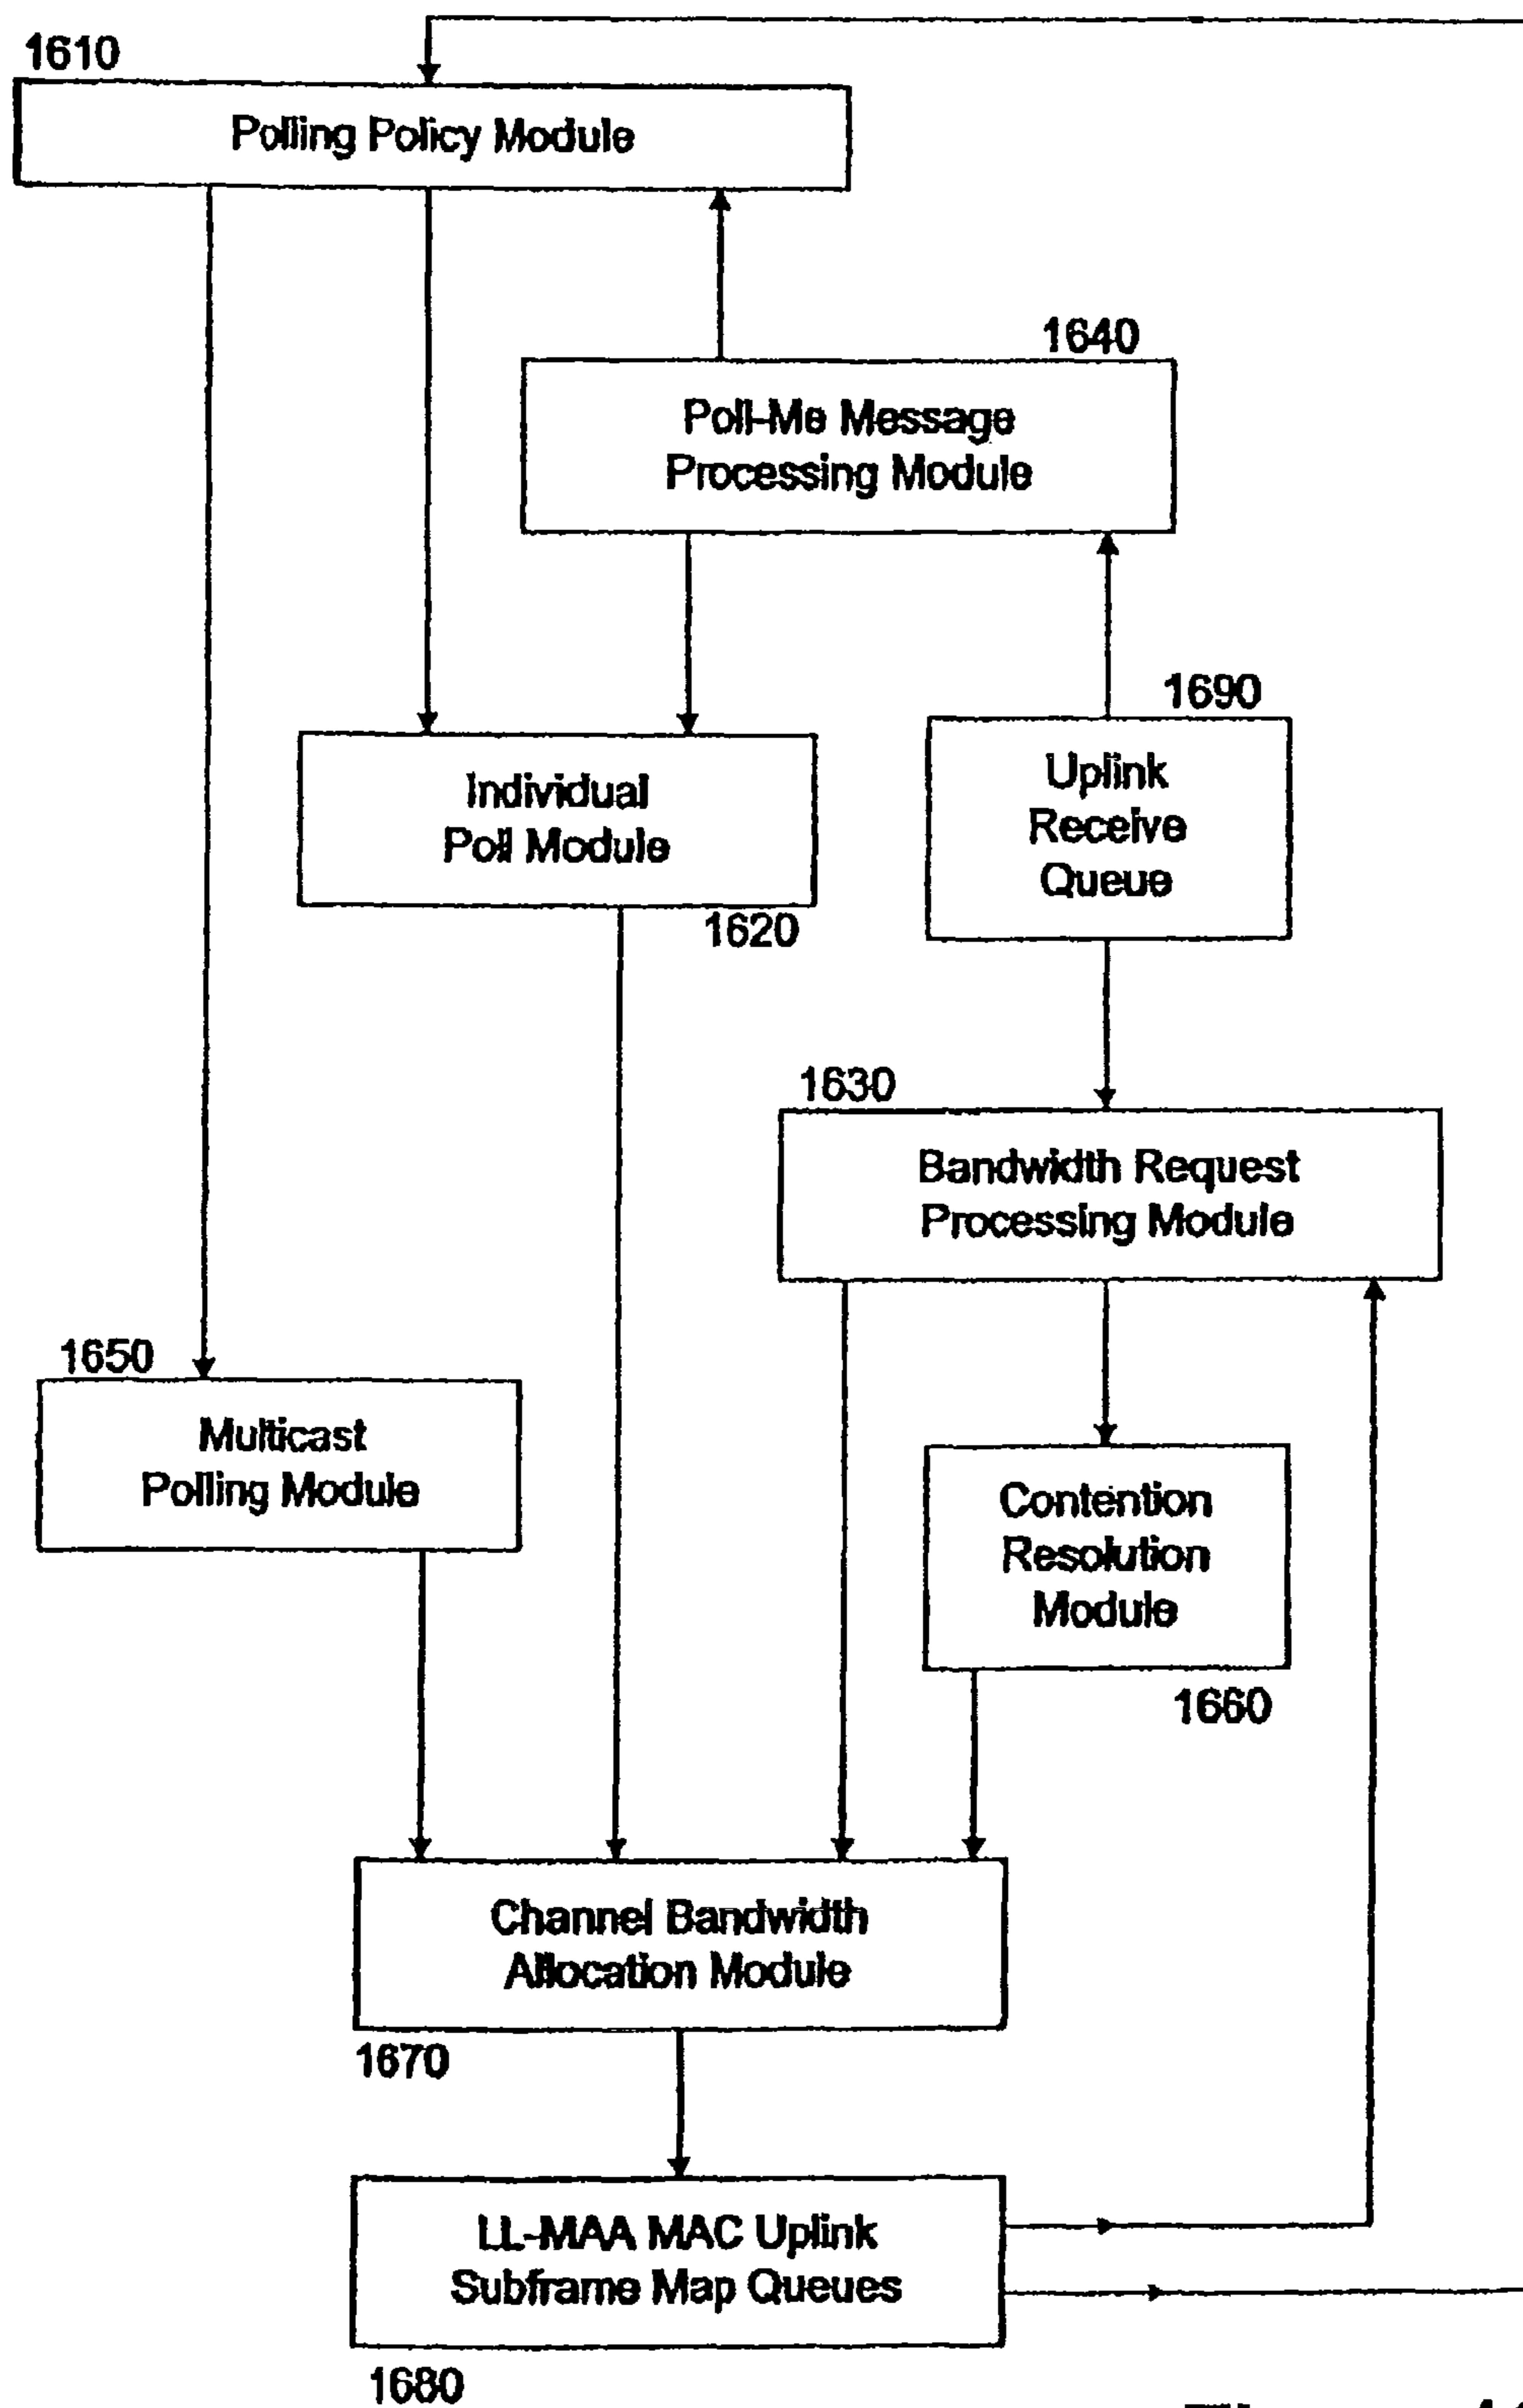 1610
Polling Policy Module
1640
Poll-Me Message
Processing Module
1690
Uplink
Receive
Queue
Individual
Poll Module
1620
1630
Bandwidth Request
Processing Module
1650
Multicast
Polling Module
Contention
Resolution
Module
1660
Channel Bandwidth
Allocation Module
1670
LL-MAA MAC Uplink
Subframe Map Queues
1680